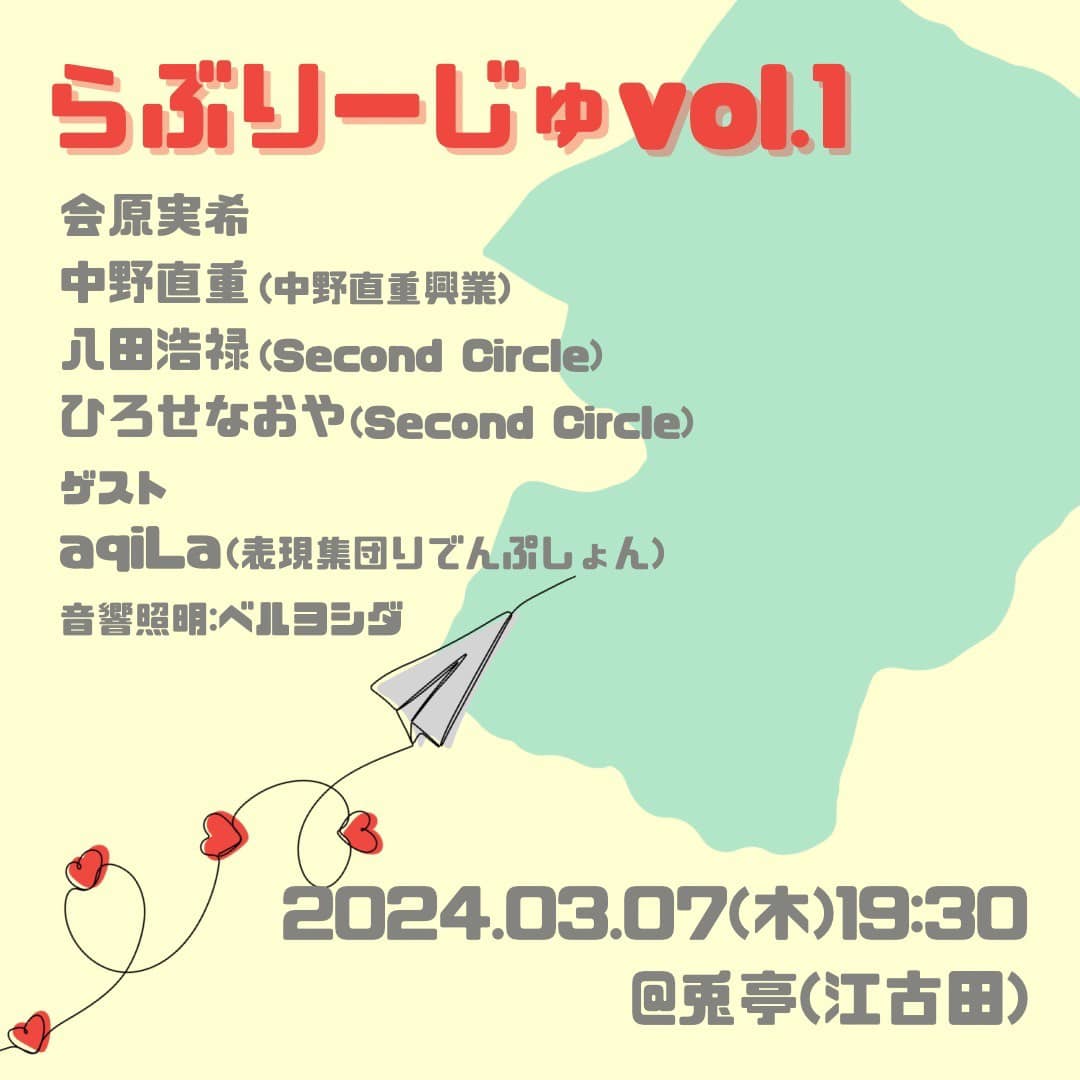 らぶりーじゅvol.1
会原実希
中野直重(中野直重興業)
八田浩禄(Second Circle)
ひろせなおや(Second Circle)
ゲスト
aqiLa(表現集団りでんぷしょん)
音響照明:ベルヨシダ
2024.03.07(木)19:30
@兎亭(江古田)